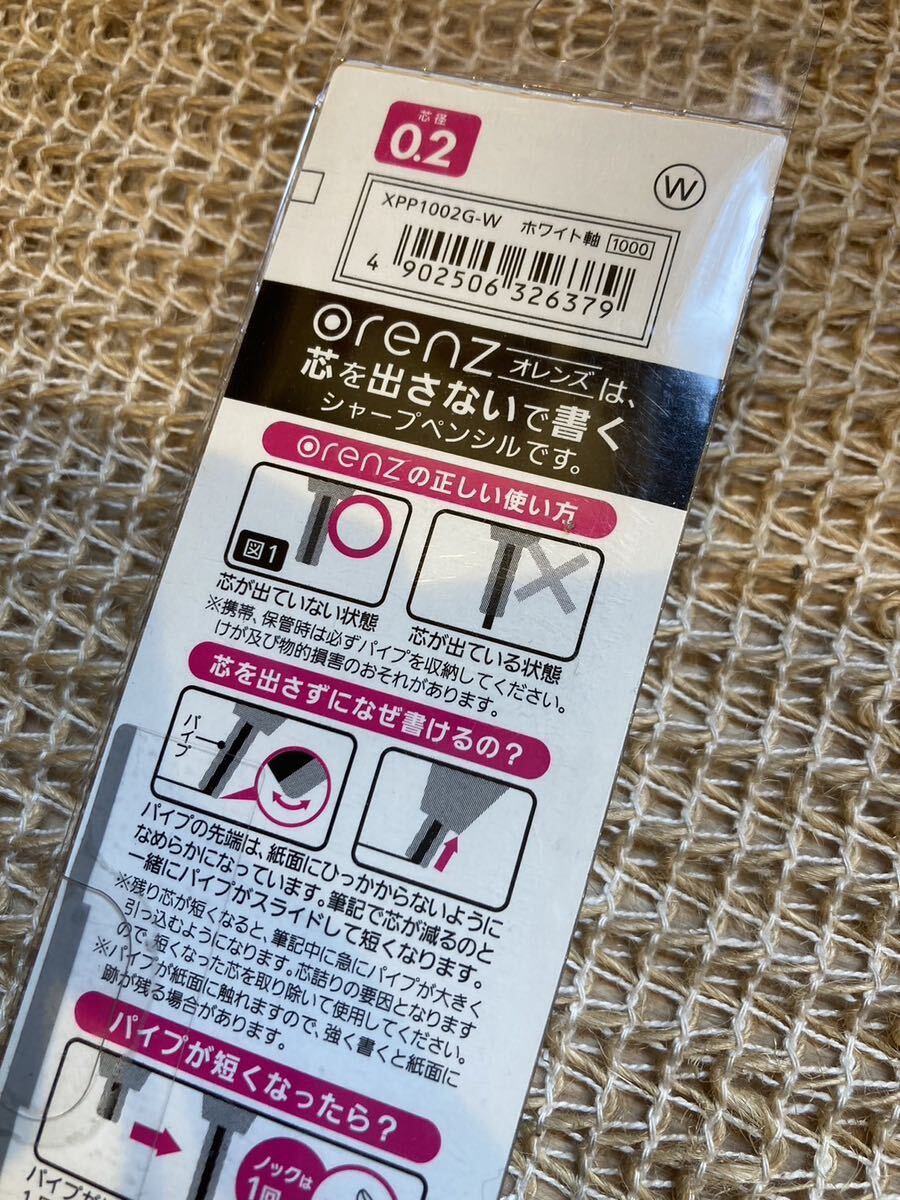 芯径
0.2
W
XPP1002G-W ホワイト軸 1000
4 902506 326379
orenz オレンズは、
芯を出さないで書く
シャープペンシルです。
orenzの正しい使い方
図1
芯が出ていない状態
芯が出ている状態
※携帯、保管時は必ずパイプを収納してください。
けが及び物的損害のおそれがあります。
芯を出さずになぜ書けるの?
パイプ
パイプの先端は、紙面にひっかからないように
なめらかになっています。筆記で芯が減るのと
一緒にパイプがスライドして短くなります。
※残り芯が短くなると、筆記中に急にパイプが大きく
引っ込むようになります。芯詰りの要因となります
ので 短くなった芯を取り除いて使用してください。
※パイプが紙面に触れますので、強く書くと紙面に
跡が残る場合があります。
パイプが短くなったら?
ノックは
1回
パイプが